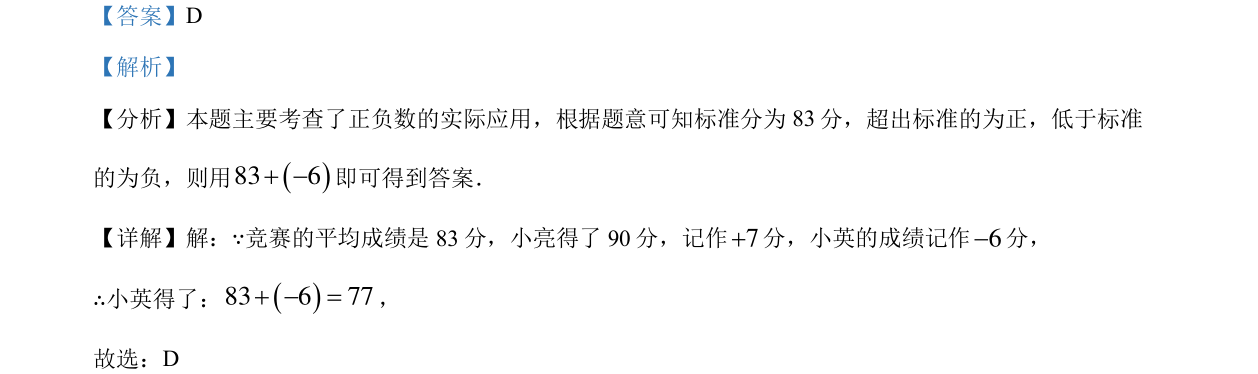 【答案】D
【解析】
【分析】本题主要考查了正负数的实际应用，根据题意可知标准分为 83 分，超出标准的为正，低于标准
的为负，则用83+(−6)即可得到答案．
【详解】解：∵竞赛的平均成绩是 83 分，小亮得了 90 分，记作+7分，小英的成绩记作−6分，
∴小英得了：83+(−6)=77，
故选：D